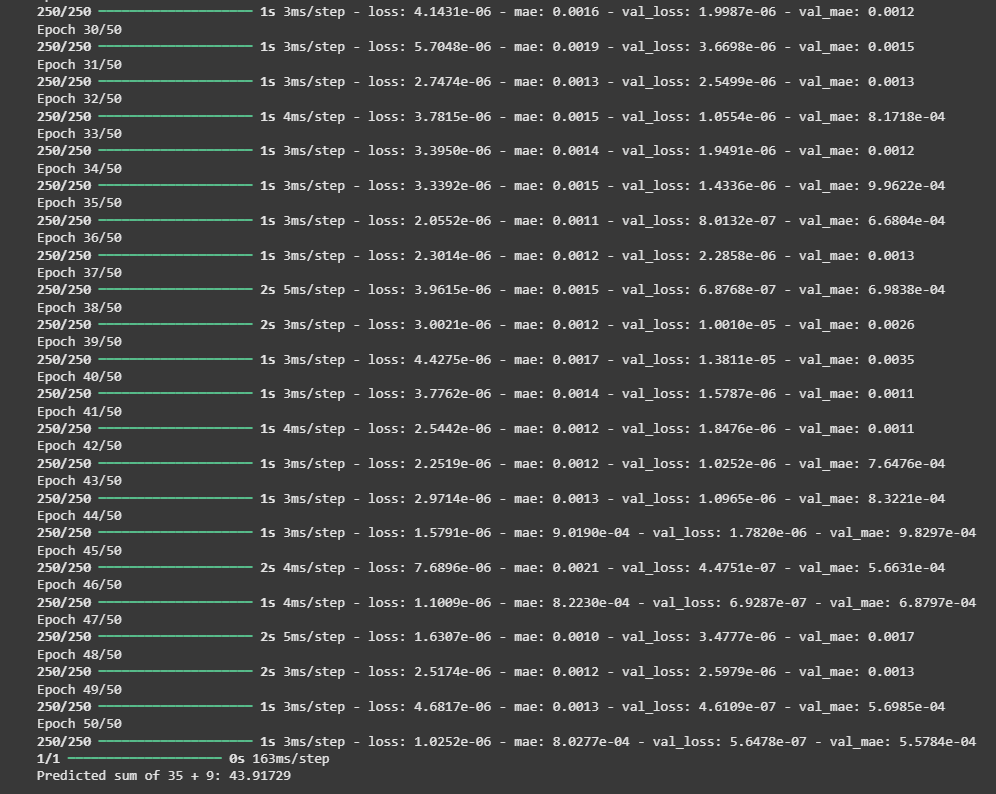 250/250 ━━━━━━━━━━━━━━━━━━━━ 1s 3ms/step - loss: 4.1431e-06 - mae: 0.0016 - val_loss: 1.9987e-06 - val_mae: 0.0012
Epoch 30/50
250/250 ━━━━━━━━━━━━━━━━━━━━ 1s 3ms/step - loss: 5.7048e-06 - mae: 0.0019 - val_loss: 3.6698e-06 - val_mae: 0.0015
Epoch 31/50
250/250 ━━━━━━━━━━━━━━━━━━━━ 1s 3ms/step - loss: 2.7474e-06 - mae: 0.0013 - val_loss: 2.5499e-06 - val_mae: 0.0013
Epoch 32/50
250/250 ━━━━━━━━━━━━━━━━━━━━ 1s 4ms/step - loss: 3.7815e-06 - mae: 0.0015 - val_loss: 1.0554e-06 - val_mae: 8.1718e-04
Epoch 33/50
250/250 ━━━━━━━━━━━━━━━━━━━━ 1s 3ms/step - loss: 3.3950e-06 - mae: 0.0014 - val_loss: 1.9491e-06 - val_mae: 0.0012
Epoch 34/50
250/250 ━━━━━━━━━━━━━━━━━━━━ 1s 3ms/step - loss: 3.3392e-06 - mae: 0.0015 - val_loss: 1.4336e-06 - val_mae: 9.9622e-04
Epoch 35/50
250/250 ━━━━━━━━━━━━━━━━━━━━ 1s 3ms/step - loss: 2.0552e-06 - mae: 0.0011 - val_loss: 8.0132e-07 - val_mae: 6.6804e-04
Epoch 36/50
250/250 ━━━━━━━━━━━━━━━━━━━━ 1s 3ms/step - loss: 2.3014e-06 - mae: 0.0012 - val_loss: 2.2858e-06 - val_mae: 0.0013
Epoch 37/50
250/250 ━━━━━━━━━━━━━━━━━━━━ 2s 5ms/step - loss: 3.9615e-06 - mae: 0.0015 - val_loss: 6.8768e-07 - val_mae: 6.9838e-04
Epoch 38/50
250/250 ━━━━━━━━━━━━━━━━━━━━ 2s 3ms/step - loss: 3.0021e-06 - mae: 0.0012 - val_loss: 1.0010e-05 - val_mae: 0.0026
Epoch 39/50
250/250 ━━━━━━━━━━━━━━━━━━━━ 1s 3ms/step - loss: 4.4275e-06 - mae: 0.0017 - val_loss: 1.3811e-05 - val_mae: 0.0035
Epoch 40/50
250/250 ━━━━━━━━━━━━━━━━━━━━ 1s 3ms/step - loss: 3.7762e-06 - mae: 0.0014 - val_loss: 1.5787e-06 - val_mae: 0.0011
Epoch 41/50
250/250 ━━━━━━━━━━━━━━━━━━━━ 1s 4ms/step - loss: 2.5442e-06 - mae: 0.0012 - val_loss: 1.8476e-06 - val_mae: 0.0011
Epoch 42/50
250/250 ━━━━━━━━━━━━━━━━━━━━ 1s 3ms/step - loss: 2.2519e-06 - mae: 0.0012 - val_loss: 1.0252e-06 - val_mae: 7.6476e-04
Epoch 43/50
250/250 ━━━━━━━━━━━━━━━━━━━━ 1s 3ms/step - loss: 2.9714e-06 - mae: 0.0013 - val_loss: 1.0965e-06 - val_mae: 8.3221e-04
Epoch 44/50
250/250 ━━━━━━━━━━━━━━━━━━━━ 1s 3ms/step - loss: 1.5791e-06 - mae: 9.0190e-04 - val_loss: 1.7820e-06 - val_mae: 9.8297e-04
Epoch 45/50
250/250 ━━━━━━━━━━━━━━━━━━━━ 2s 4ms/step - loss: 7.6896e-06 - mae: 0.0021 - val_loss: 4.4751e-07 - val_mae: 5.6631e-04
Epoch 46/50
250/250 ━━━━━━━━━━━━━━━━━━━━ 1s 4ms/step - loss: 1.1009e-06 - mae: 8.2230e-04 - val_loss: 6.9287e-07 - val_mae: 6.8797e-04
Epoch 47/50
250/250 ━━━━━━━━━━━━━━━━━━━━ 2s 5ms/step - loss: 1.6307e-06 - mae: 0.0010 - val_loss: 3.4777e-06 - val_mae: 0.0017
Epoch 48/50
250/250 ━━━━━━━━━━━━━━━━━━━━ 2s 3ms/step - loss: 2.5174e-06 - mae: 0.0012 - val_loss: 2.5979e-06 - val_mae: 0.0013
Epoch 49/50
250/250 ━━━━━━━━━━━━━━━━━━━━ 1s 3ms/step - loss: 4.6817e-06 - mae: 0.0013 - val_loss: 4.6109e-07 - val_mae: 5.6985e-04
Epoch 50/50
250/250 ━━━━━━━━━━━━━━━━━━━━ 1s 3ms/step - loss: 1.0252e-06 - mae: 8.0277e-04 - val_loss: 5.6478e-07 - val_mae: 5.5784e-04
1/1 ━━━━━━━━━━━━━━━━━━━━ 0s 163ms/step
Predicted sum of 35 + 9: 43.91729